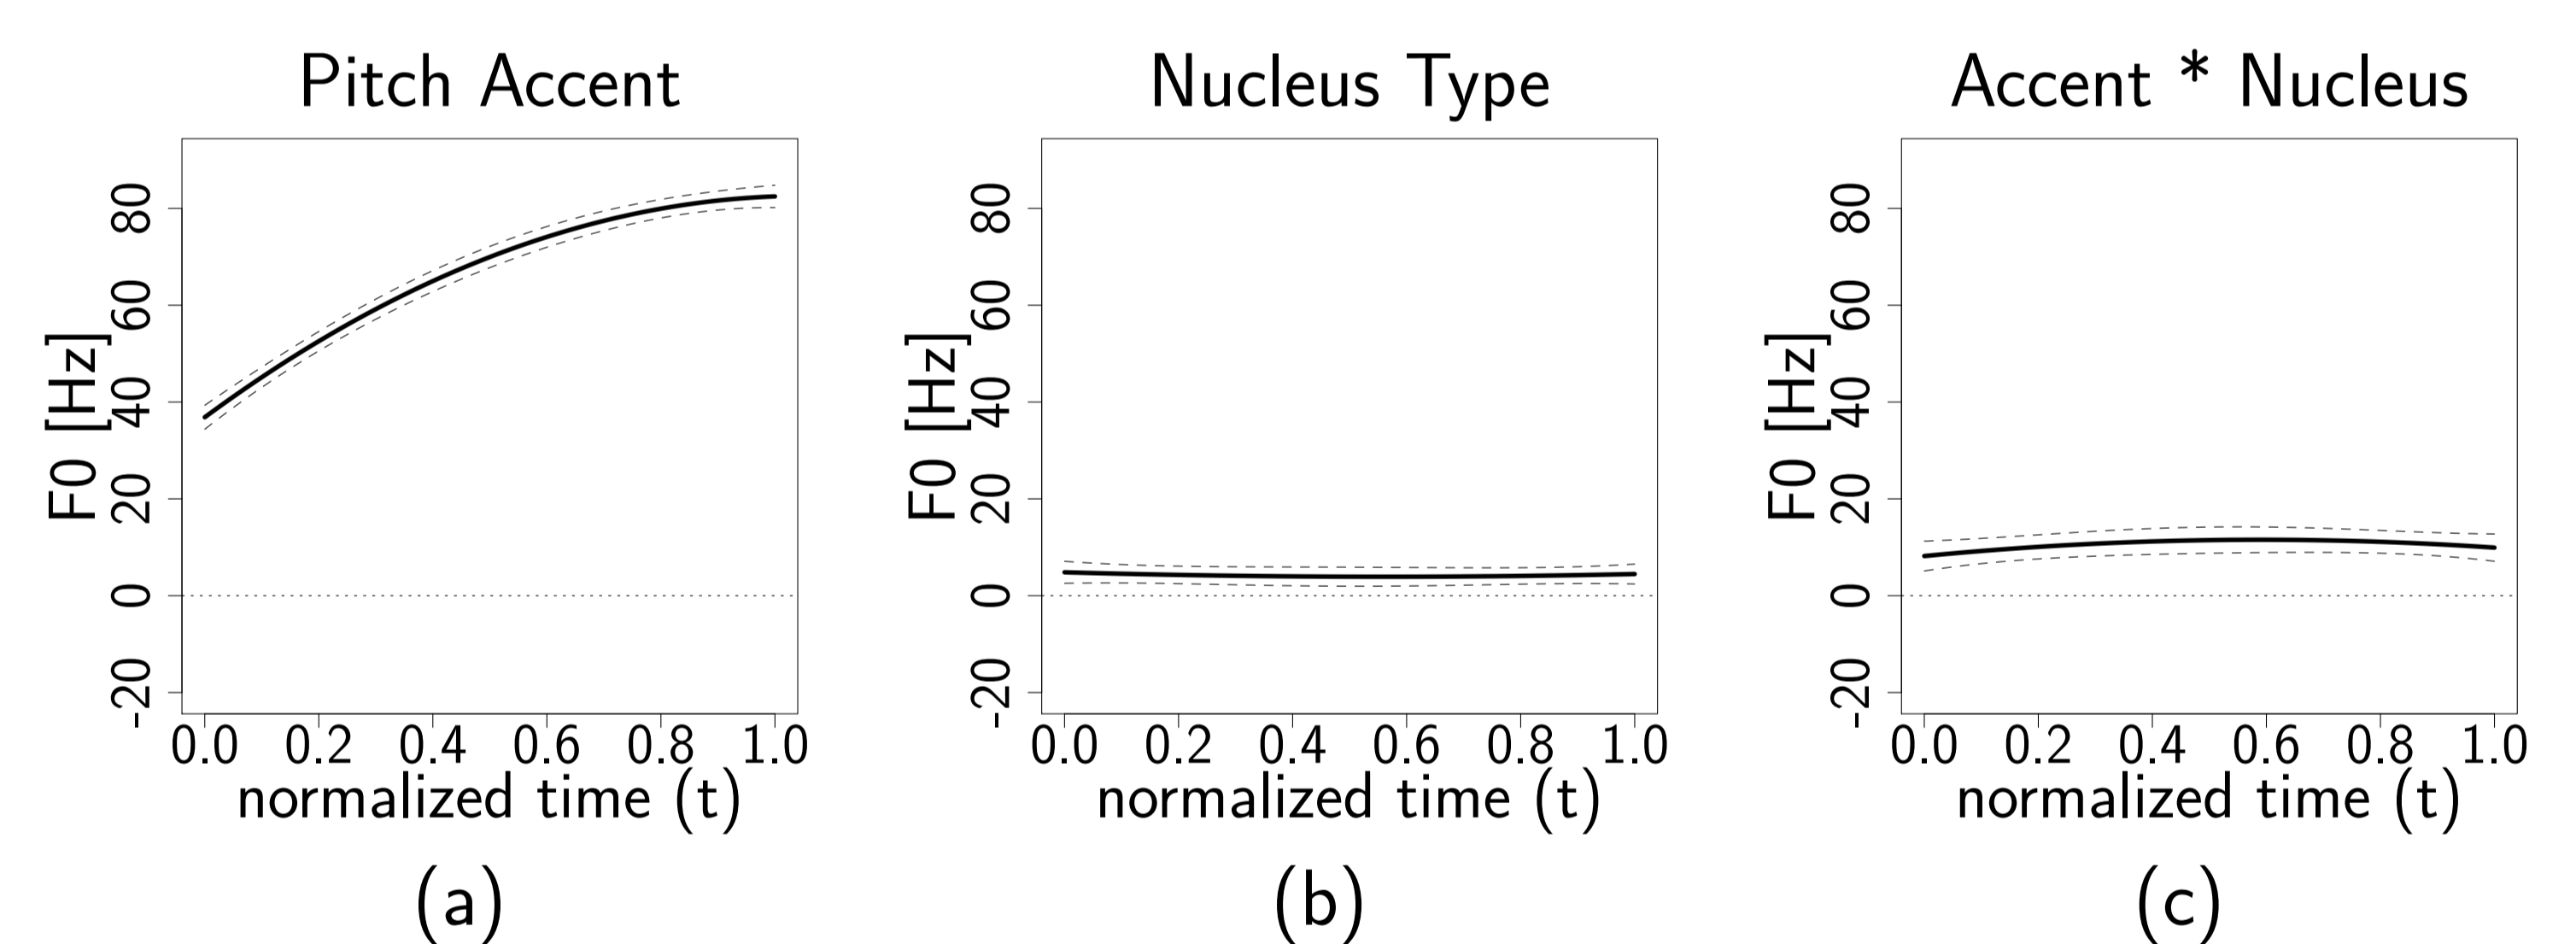 Pitch Accent
F0 [Hz]
80
60
40
20
0
-20
0.0 0.2 0.4 0.6 0.8 1.0
normalized time (t)
(a)
Nucleus Type
F0 [Hz]
80
60
40
20
0
-20
0.0 0.2 0.4 0.6 0.8 1.0
normalized time (t)
(b)
Accent * Nucleus
F0 [Hz]
80
60
40
20
0
-20
0.0 0.2 0.4 0.6 0.8 1.0
normalized time (t)
(c)